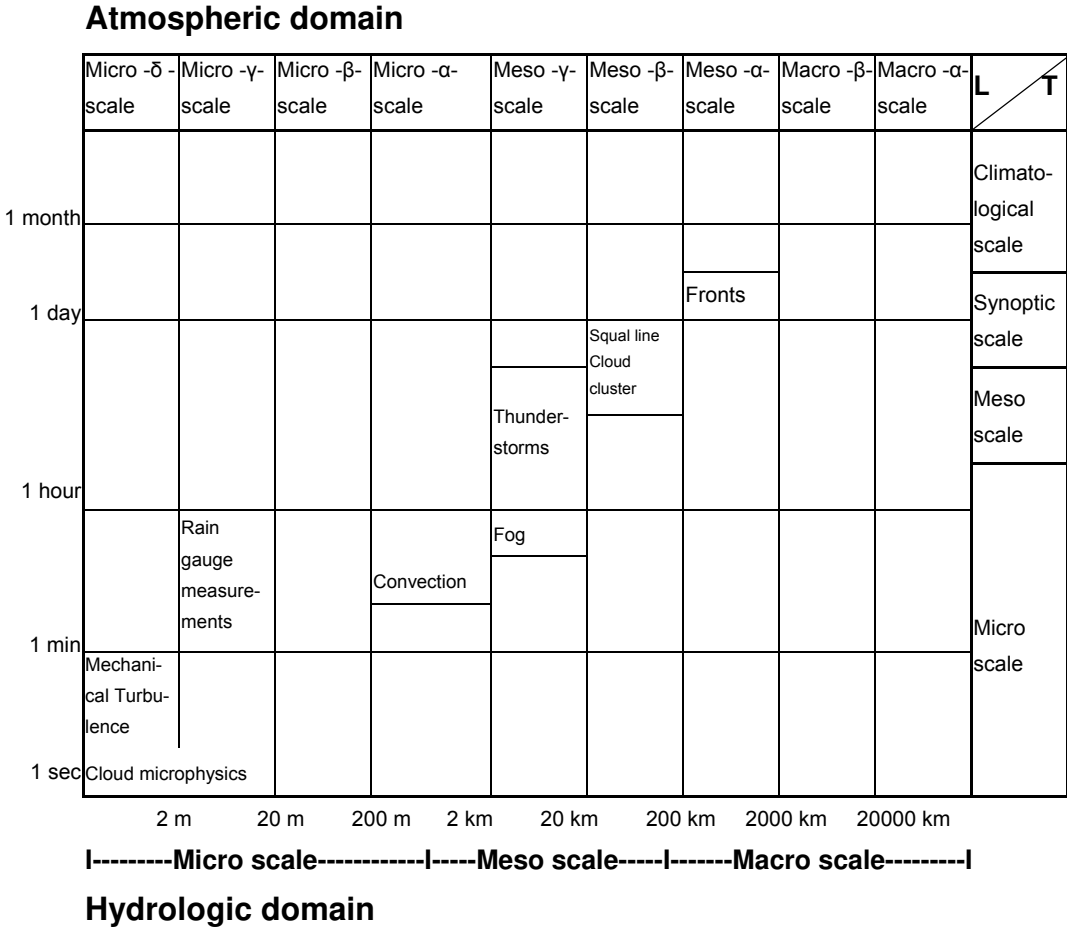 Atmospheric domain
Micro -δ - Micro -γ- Micro -β- Micro -α- Meso -γ- Meso -β- Meso -α- Macro -β- Macro -α- L T
scale scale scale scale scale scale scale scale scale
Climato-
logical
scale
1 month
Fronts
Synoptic
scale
1 day
Squal line
Cloud
cluster
Thunder-
storms
Meso
scale
1 hour
Rain
gauge
measure-
ments
Fog
Convection
Micro
scale
1 min
Mechani-
cal Turbu-
lence
1 sec Cloud microphysics
2 m 20 m 200 m 2 km 20 km 200 km 2000 km 20000 km
I---------Micro scale------------I-----Meso scale-----I-------Macro scale---------I
Hydrologic domain